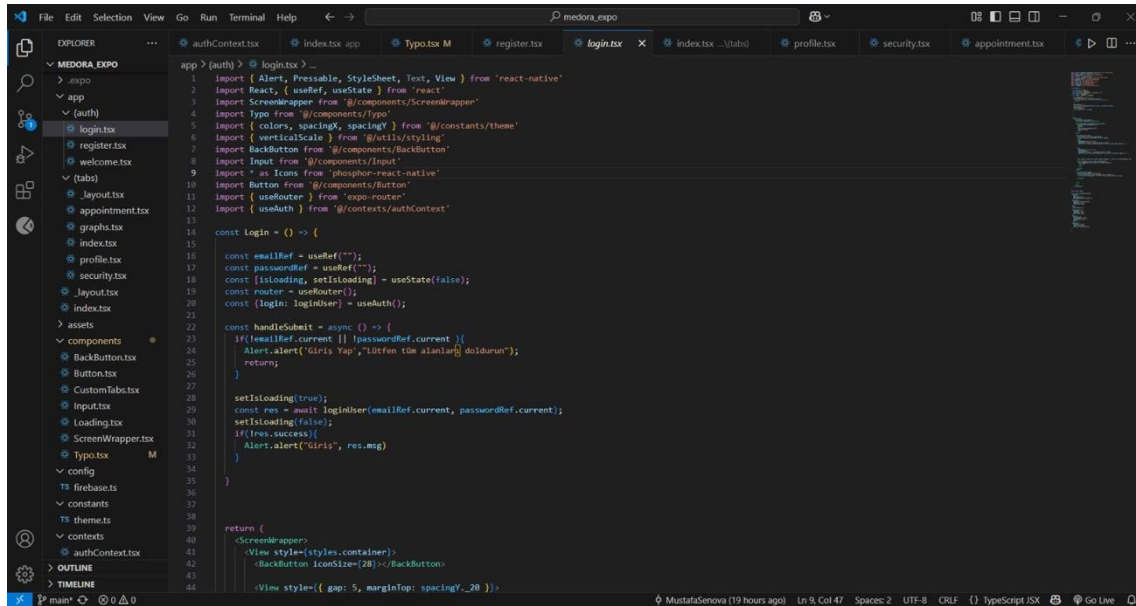 File Edit Selection View Go Run Terminal Help
medora_expo
EXPLORER
authContext.tsx
index.tsx app
Typo.tsx M
register.tsx
login.tsx
index.tsx ...\(tabs)
profile.tsx
security.tsx
appointment.tsx
MEDORA_EXPO
.expo
app
(auth)
login.tsx
register.tsx
welcome.tsx
(tabs)
_layout.tsx
appointment.tsx
graphs.tsx
index.tsx
profile.tsx
security.tsx
_layout.tsx
index.tsx
assets
components
BackButton.tsx
Button.tsx
CustomTabs.tsx
Input.tsx
Loading.tsx
ScreenWrapper.tsx
Typo.tsx M
config
TS firebase.ts
constants
TS theme.ts
contexts
authContext.tsx
OUTLINE
TIMELINE
app > (auth) > login.tsx > ...
1 import { Alert, Pressable, StyleSheet, Text, View } from 'react-native'
2 import React, { useRef, useState } from 'react'
3 import ScreenWrapper from '@/components/ScreenWrapper'
4 import Typo from '@/components/Typo'
5 import { colors, spacingX, spacingY } from '@/constants/theme'
6 import { verticalScale } from '@/utils/styling'
7 import BackButton from '@/components/BackButton'
8 import Input from '@/components/Input'
9 import * as Icons from 'phosphor-react-native'
10 import Button from '@/components/Button'
11 import { useRouter } from 'expo-router'
12 import { useAuth } from '@/contexts/authContext'
13
14 const Login = () => {
15
16 const emailRef = useRef("");
17 const passwordRef = useRef("");
18 const [isLoading, setIsLoading] = useState(false);
19 const router = useRouter();
20 const {login: loginUser} = useAuth();
21
22 const handleSubmit = async () => {
23 if(!emailRef.current || !passwordRef.current ){
24 Alert.alert('Giriş Yap',"Lütfen tüm alanları doldurun");
25 return;
26 }
27
28 setIsLoading(true);
29 const res = await loginUser(emailRef.current, passwordRef.current);
30 setIsLoading(false);
31 if(!res.success){
32 Alert.alert("Giriş", res.msg)
33 }
34
35 }
36
37
38
39 return (
40 <ScreenWrapper>
41 <View style={styles.container}>
42 <BackButton iconSize={28}></BackButton>
43
44 <View style={{ gap: 5, marginTop: spacingY._20 }}>
main* 0 0 MustafaSenova (19 hours ago) Ln 9, Col 47 Spaces: 2 UTF-8 CRLF {} TypeScript JSX Go Live